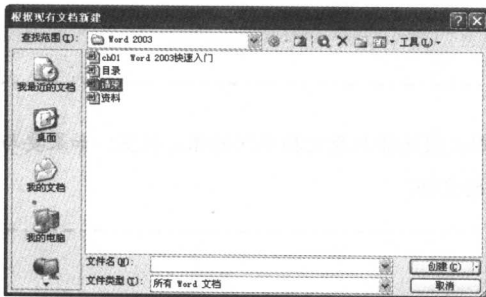 根据现有文档新建
查找范围(I): Word 2003 工具(L)
ch01 Word 2003快速入门
目录
资料
我最近的文档
桌面
我的文档
我的电脑
文件名(N): 创建(C)
文件类型(T): 所有 Word 文档 取消